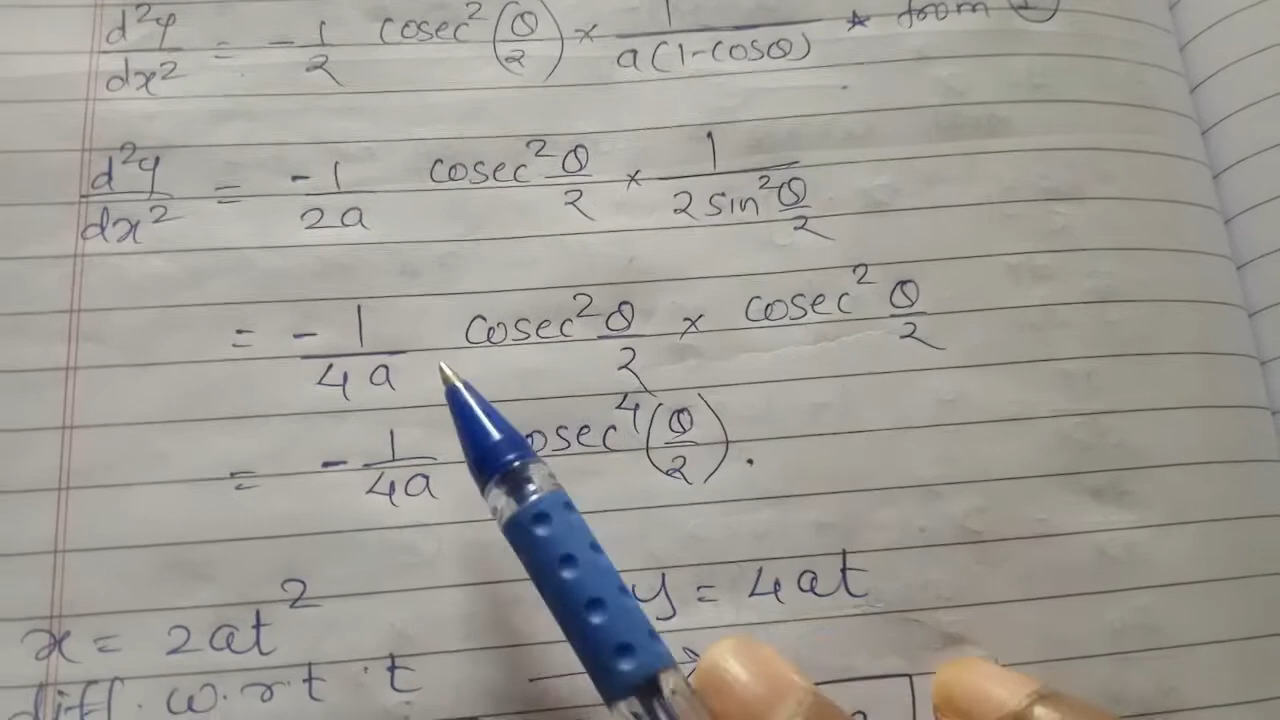 d²y/dx² = -1/2 cosec²(θ/2) × 1/a(1-cosθ) * from
d²y/dx² = -1/2a cosec² θ/2 × 1/2sin² θ/2
= -1/4a cosec² θ/2 × cosec² θ/2
= -1/4a osec⁴(θ/2).
x = 2at² y = 4at
diff. w.r.t. t